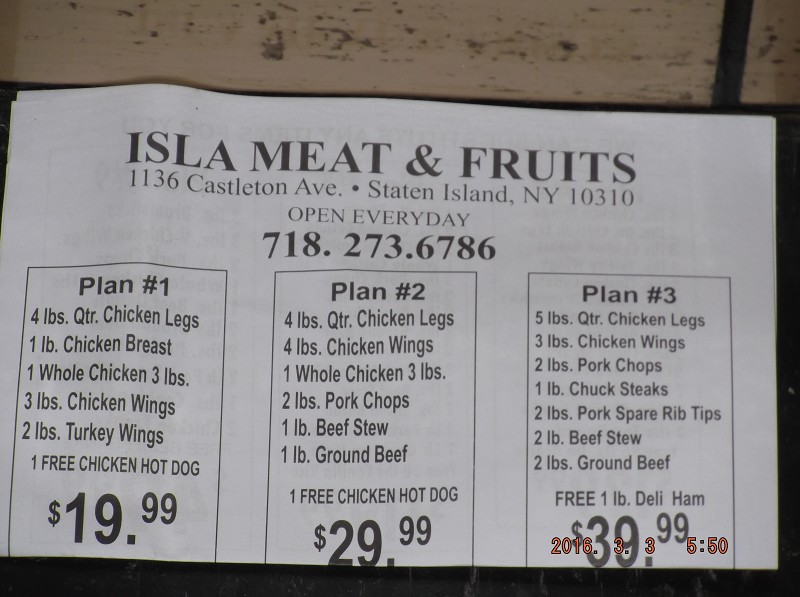 ISLA MEAT & FRUITS
1136 Castleton Ave. • Staten Island, NY 10310
OPEN EVERYDAY
718. 273.6786
Plan #1
4 lbs. Qtr. Chicken Legs
1 lb. Chicken Breast
1 Whole Chicken 3 lbs.
3 lbs. Chicken Wings
2 lbs. Turkey Wings
1 FREE CHICKEN HOT DOG
$19.99
Plan #2
4 lbs. Qtr. Chicken Legs
4 lbs. Chicken Wings
1 Whole Chicken 3 lbs.
2 lbs. Pork Chops
1 lb. Beef Stew
1 lb. Ground Beef
1 FREE CHICKEN HOT DOG
$29.99
Plan #3
5 lbs. Qtr. Chicken Legs
3 lbs. Chicken Wings
2 lbs. Pork Chops
1 lb. Chuck Steaks
2 lbs. Pork Spare Rib Tips
2 lb. Beef Stew
2 lbs. Ground Beef
FREE 1 lb. Deli Ham
$39.99
2016. 3. 3 5:50